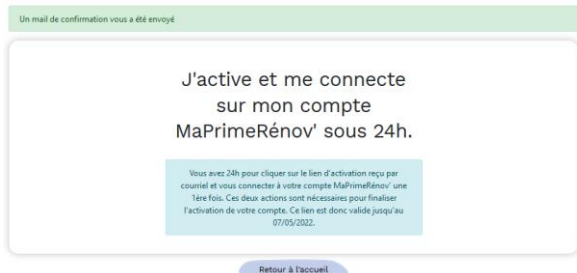 Un mail de confirmation vous a été envoyé
J'active et me connecte
sur mon compte
MaPrimeRénov' sous 24h.
Vous avez 24h pour cliquer sur le lien d'activation reçu par
courriel et vous connecter à votre compte MaPrimeRénov' une
1ère fois. Ces deux actions sont nécessaires pour finaliser
l'activation de votre compte. Ce lien est donc valide jusqu'au
07/05/2022.
Retour à l'accueil